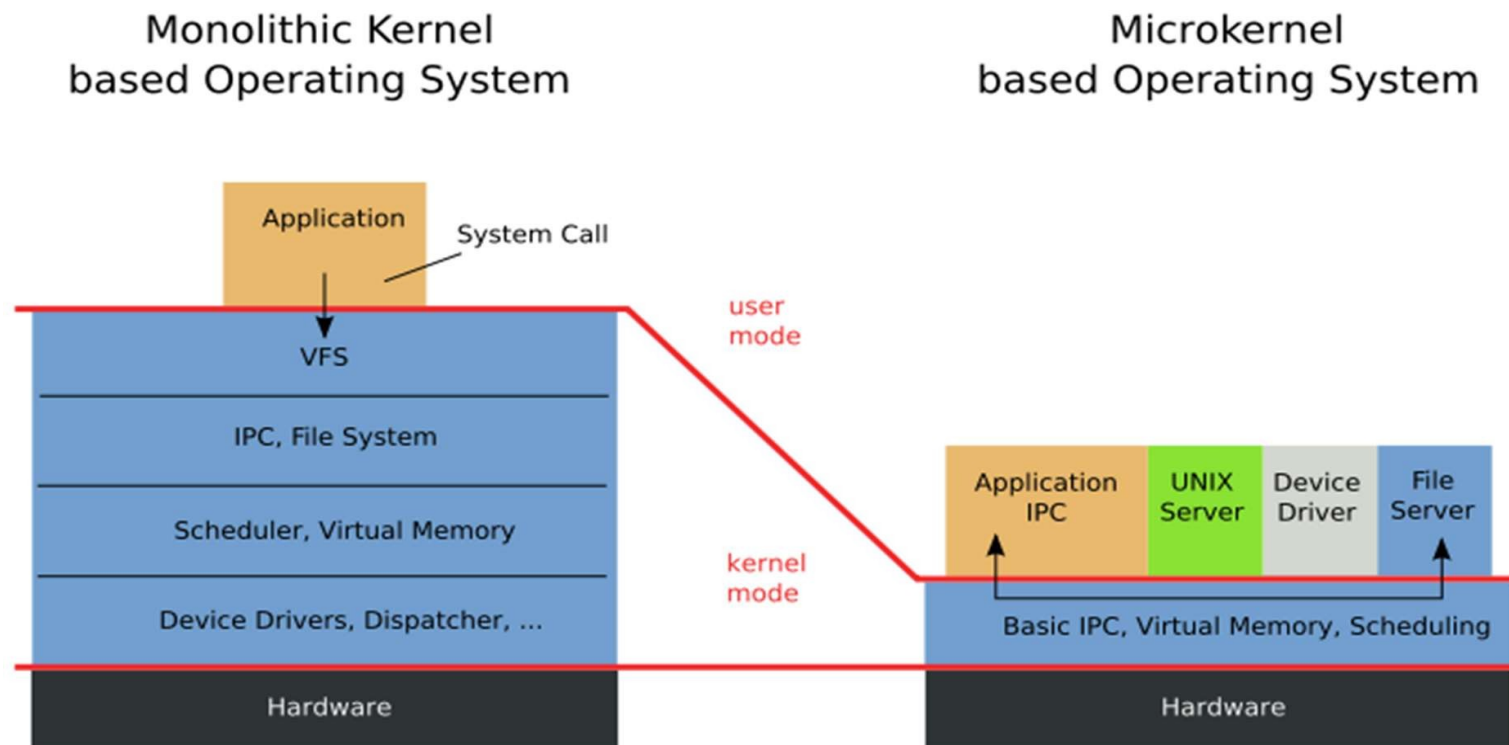 Monolithic Kernel
based Operating System
Microkernel
based Operating System
Application
System Call
user
mode
VFS
IPC, File System
Scheduler, Virtual Memory
kernel
mode
Device Drivers, Dispatcher, ...
Hardware
Application
IPC
UNIX
Server
Device
Driver
File
Server
Basic IPC, Virtual Memory, Scheduling
Hardware